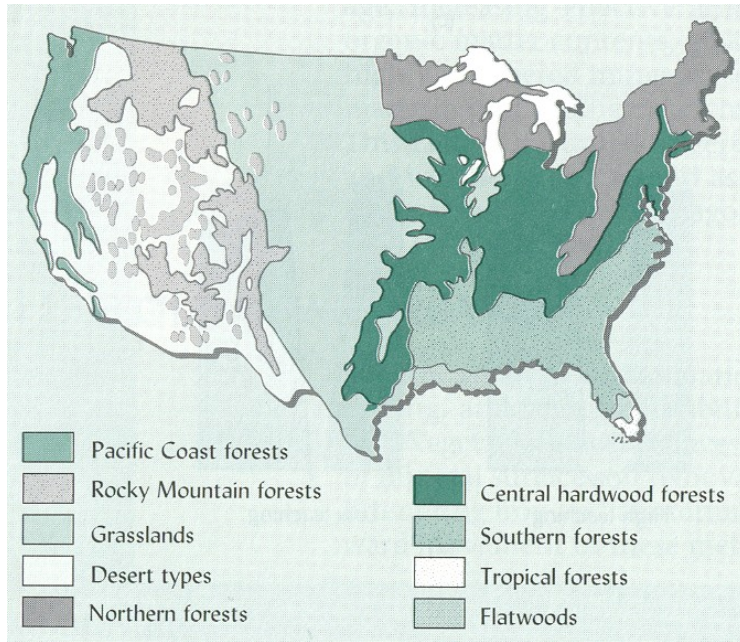 Pacific Coast forests
Rocky Mountain forests
Grasslands
Desert types
Northern forests
Central hardwood forests
Southern forests
Tropical forests
Flatwoods